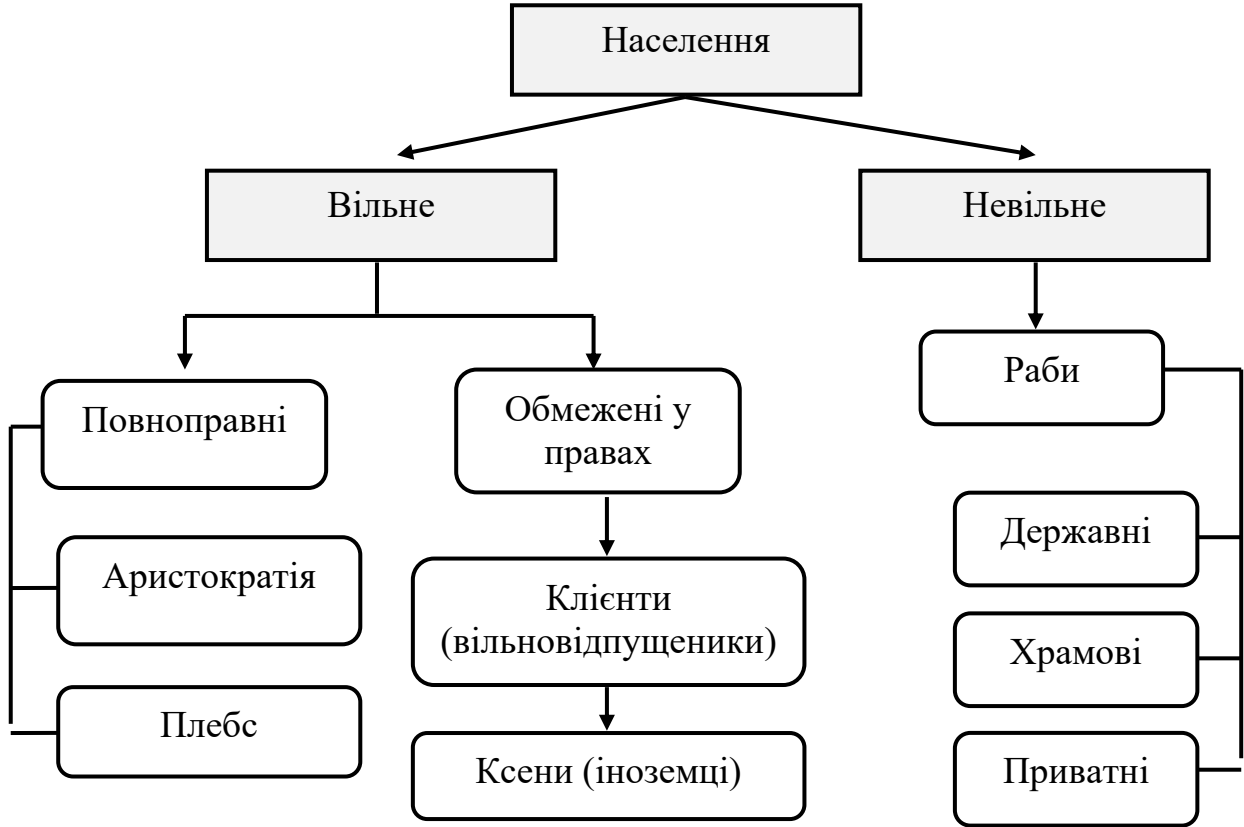 Населення
Вільне
Невільне
Повноправні
Обмежені у
правах
Раби
Аристократія
Клієнти
(вільновідпущеники)
Державні
Храмові
Плебс
Ксени (іноземці)
Приватні